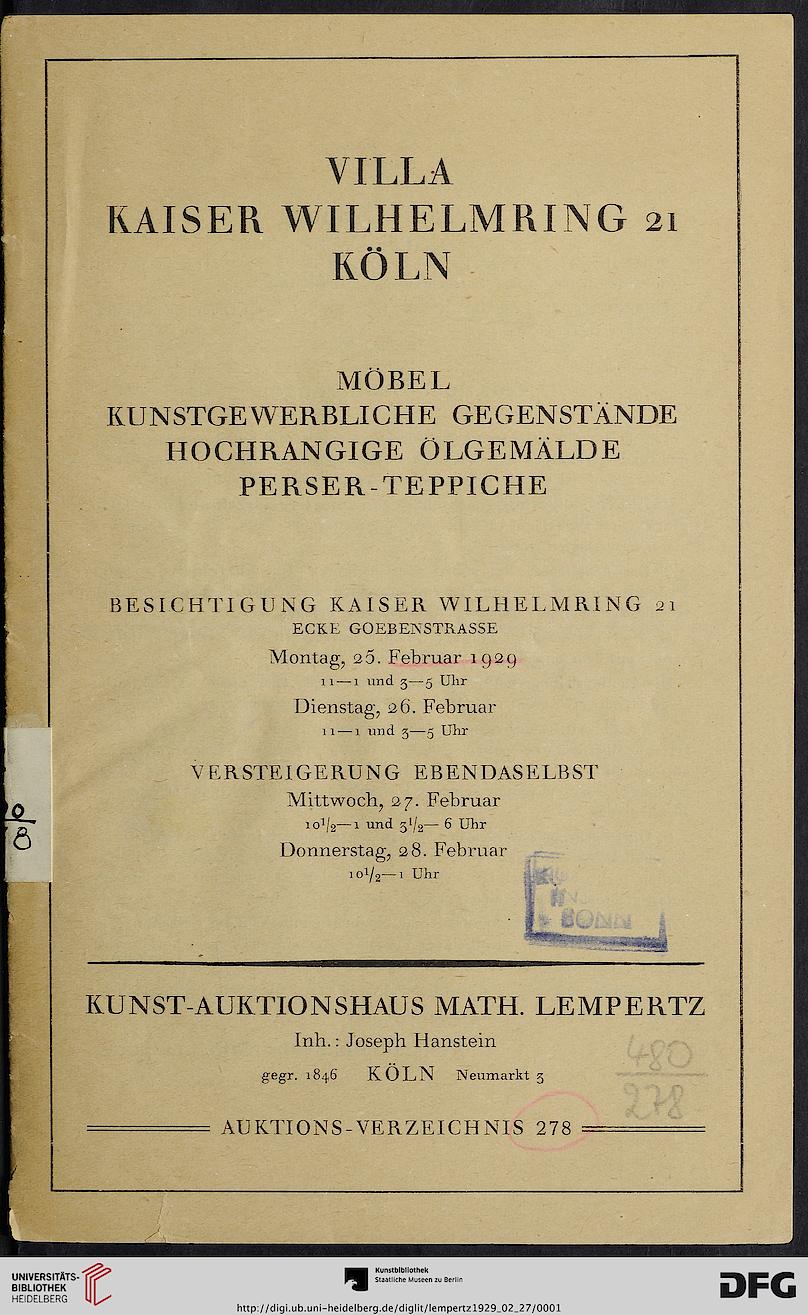 VILLA
KAISER WILHELMRING 21
KÖLN
MÖBEL
KUNSTGEWERBLICHE GEGENSTÄNDE
HOCHRANGIGE ÖLGEMÄLDE
PERSER-TEPPICHE
BESICHTIGUNG KAISER WILHELMRING 21
ECKE GOEBENSTRASSE
Montag, 25. Februar 1929
11—1 und 3—5 Uhr
Dienstag, 26. Februar
11—1 und 3—5 Uhr
VERSTEIGERUNG EBENDASELBST
Mittwoch, 27. Februar
10½—1 und 3½— 6 Uhr
Donnerstag, 28. Februar
10½—1 Uhr
BONN
KUNST-AUKTIONSHAUS MATH. LEMPERTZ
Inh.: Joseph Hanstein
gegr. 1846 KÖLN Neumarkt 3
480
278
AUKTIONS-VERZEICHNIS 278
UNIVERSITÄTS-
BIBLIOTHEK
HEIDELBERG
Kunstbibliothek
Staatliche Museen zu Berlin
DFG
http://digi.ub.uni-heidelberg.de/diglit/lempertz1929_02_27/0001